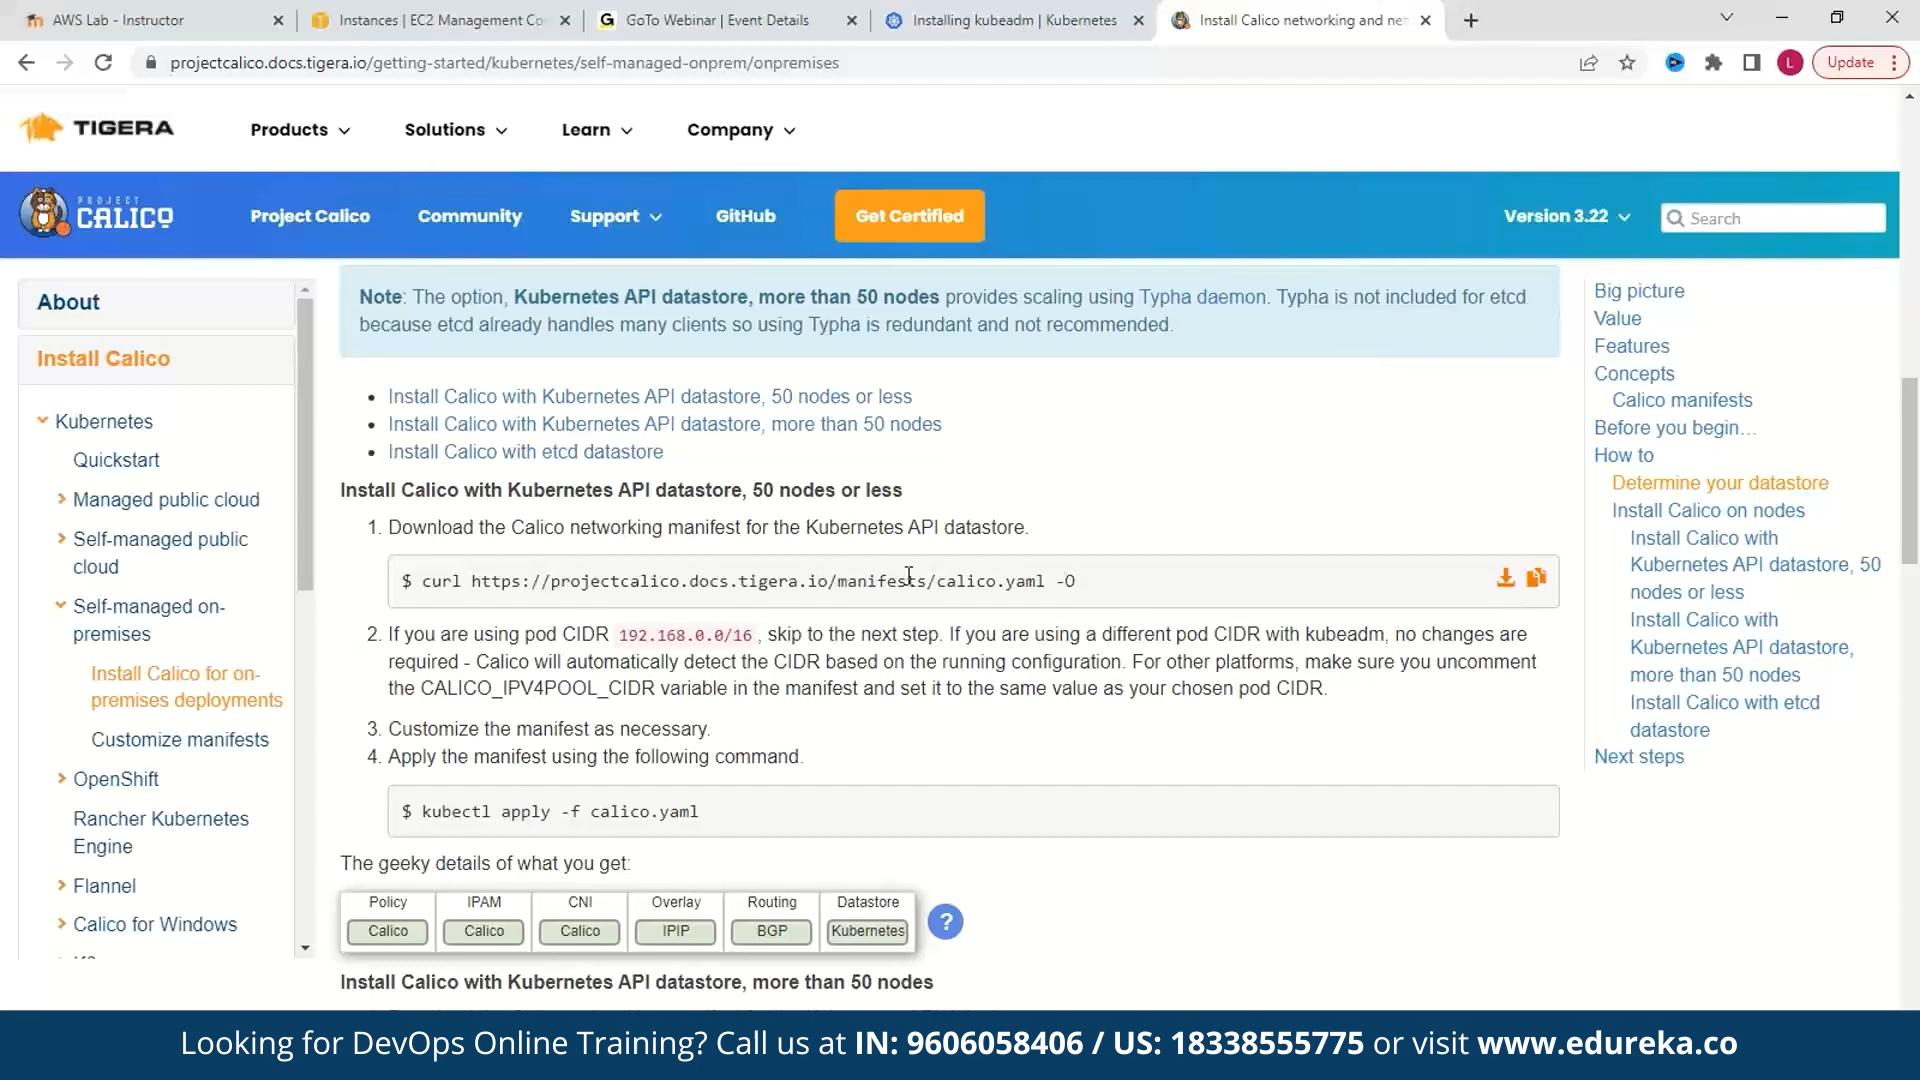 AWS Lab - Instructor
Instances | EC2 Management Co
GoTo Webinar | Event Details
Installing kubeadm | Kubernetes
Install Calico networking and net
projectcalico.docs.tigera.io/getting-started/kubernetes/self-managed-onprem/onpremises
L
Update
TIGERA
Products
Solutions
Learn
Company
PROJECT
CALICO
Project Calico
Community
Support
GitHub
Get Certified
Version 3.22
Search
About
Install Calico
Kubernetes
Quickstart
Managed public cloud
Self-managed public
cloud
Self-managed on-
premises
Install Calico for on-
premises deployments
Customize manifests
OpenShift
Rancher Kubernetes
Engine
Flannel
Calico for Windows
Note: The option, Kubernetes API datastore, more than 50 nodes provides scaling using Typha daemon. Typha is not included for etcd
because etcd already handles many clients so using Typha is redundant and not recommended.
• Install Calico with Kubernetes API datastore, 50 nodes or less
• Install Calico with Kubernetes API datastore, more than 50 nodes
• Install Calico with etcd datastore
Install Calico with Kubernetes API datastore, 50 nodes or less
1. Download the Calico networking manifest for the Kubernetes API datastore.
$ curl https://projectcalico.docs.tigera.io/manifests/calico.yaml -O
2. If you are using pod CIDR 192.168.0.0/16, skip to the next step. If you are using a different pod CIDR with kubeadm, no changes are
required - Calico will automatically detect the CIDR based on the running configuration. For other platforms, make sure you uncomment
the CALICO_IPV4POOL_CIDR variable in the manifest and set it to the same value as your chosen pod CIDR.
3. Customize the manifest as necessary.
4. Apply the manifest using the following command.
$ kubectl apply -f calico.yaml
The geeky details of what you get:
Policy IPAM CNI Overlay Routing Datastore
Calico Calico Calico IPIP BGP Kubernetes
?
Install Calico with Kubernetes API datastore, more than 50 nodes
Big picture
Value
Features
Concepts
Calico manifests
Before you begin...
How to
Determine your datastore
Install Calico on nodes
Install Calico with
Kubernetes API datastore, 50
nodes or less
Install Calico with
Kubernetes API datastore,
more than 50 nodes
Install Calico with etcd
datastore
Next steps
Looking for DevOps Online Training? Call us at IN: 9606058406 / US: 18338555775 or visit www.edureka.co